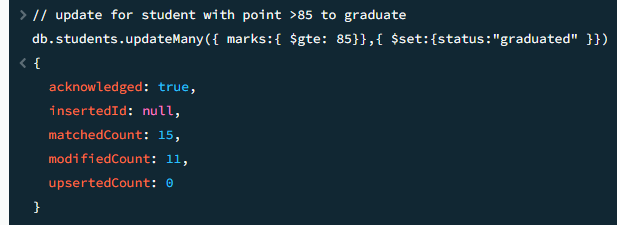 > // update for student with point >85 to graduate
db.students.updateMany({ marks:{ $gte: 85}},{ $set:{status:"graduated" }})
< {
acknowledged: true,
insertedId: null,
matchedCount: 15,
modifiedCount: 11,
upsertedCount: 0
}